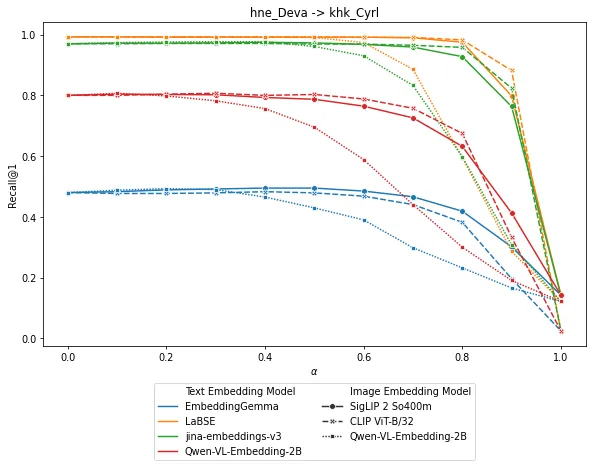 hne_Deva -> khk_Cyrl
Recall@1
1.0
0.8
0.6
0.4
0.2
0.0
0.0 0.2 0.4 0.6 0.8 1.0
α
Text Embedding Model
EmbeddingGemma
LaBSE
jina-embeddings-v3
Qwen-VL-Embedding-2B
Image Embedding Model
SigLIP 2 So400m
CLIP ViT-B/32
Qwen-VL-Embedding-2B